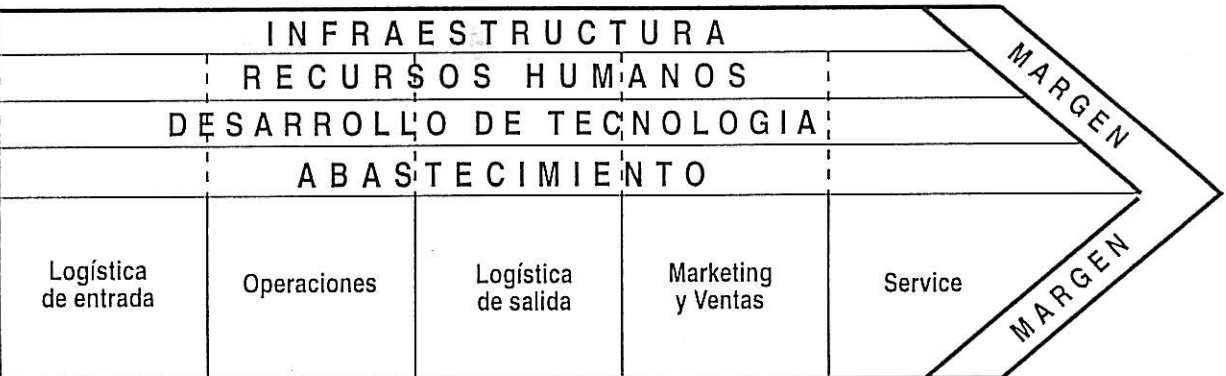 INFRAESTRUCTURA
RECURSOS HUMANOS
DESARROLLO DE TECNOLOGIA
ABASTECIMIENTO
MARGEN
Logística
de entrada
Operaciones
Logística
de salida
Marketing
y Ventas
Service
MARGEN